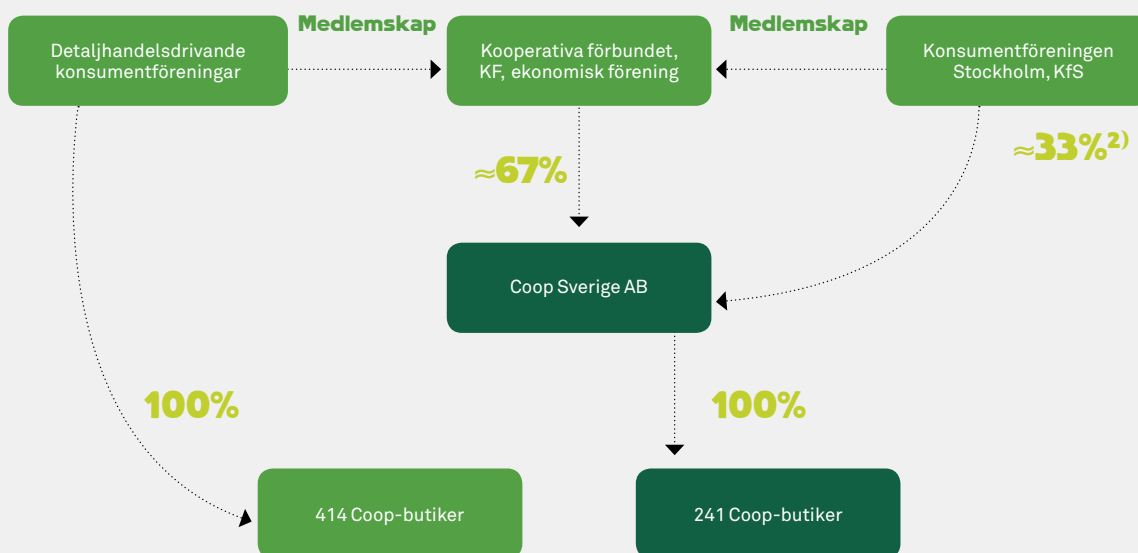 Medlemskap
Medlemskap
Detaljhandelsdrivande
konsumentföreningar
Kooperativa förbundet,
KF, ekonomisk förening
Konsumentföreningen
Stockholm, KfS
≈67%
≈33%2)
Coop Sverige AB
100%
100%
414 Coop-butiker
241 Coop-butiker